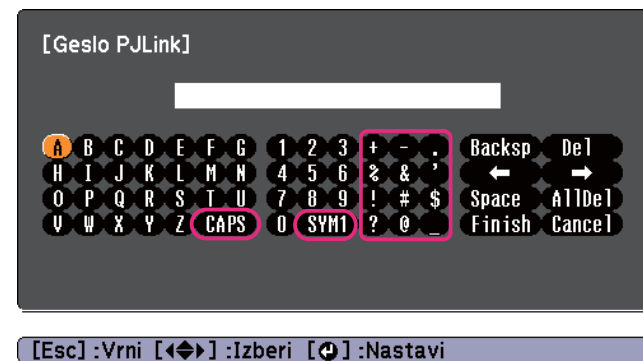 [Geslo PJLink]
A B C D E F G 1 2 3 + - . Backsp Del
H I J K L M N 4 5 6 % & ' ← →
O P Q R S T U 7 8 9 ! # $ Space AllDel
V W X Y Z CAPS 0 SYM1 ? @ _ Finish Cancel
[Esc] :Vrni [◀◆▶] :Izberi [↵] :Nastavi